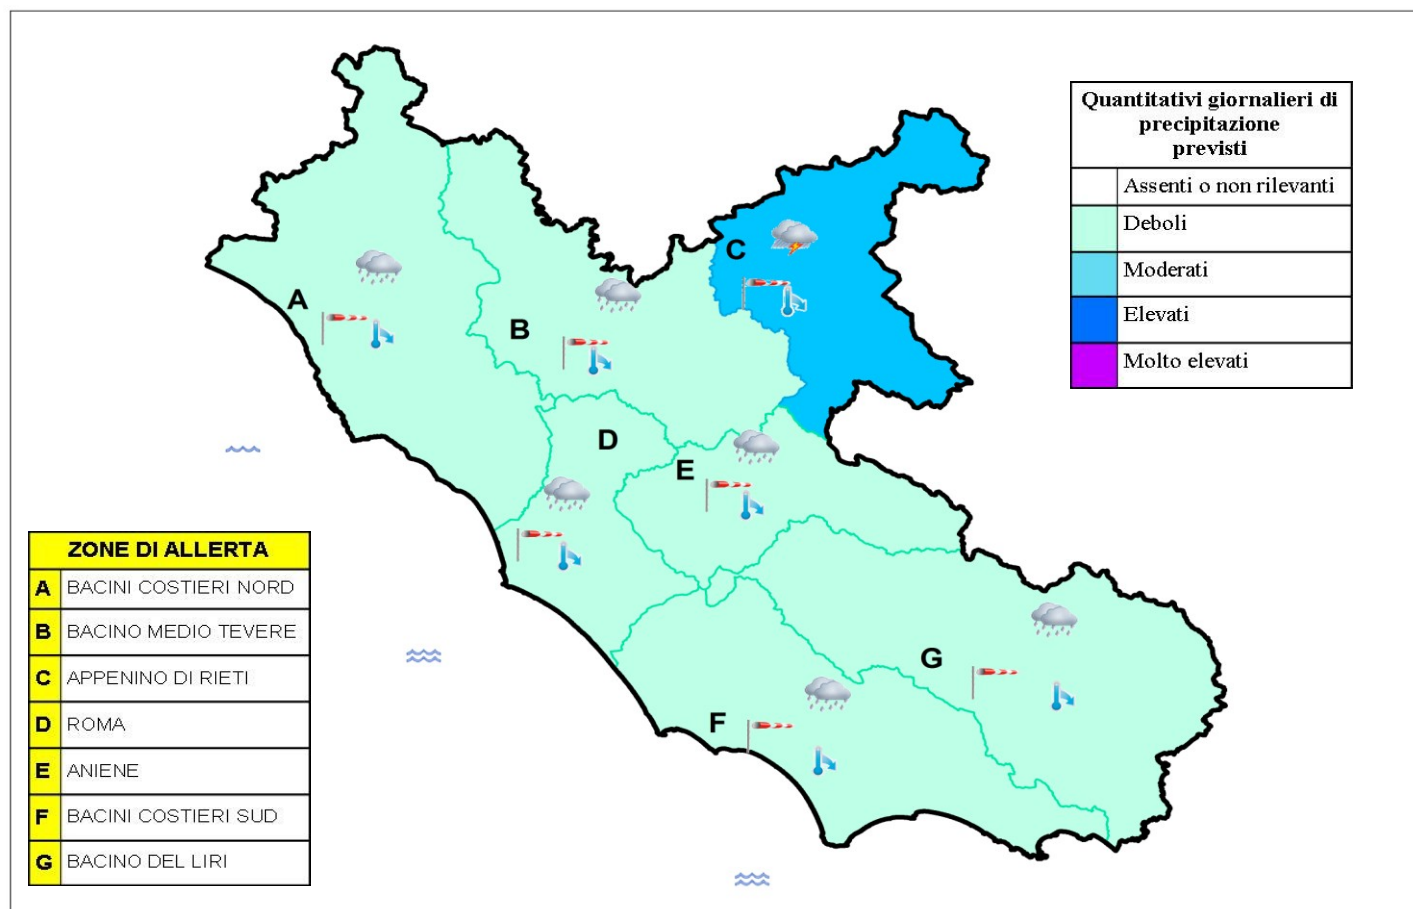 Quantitativi giornalieri di
precipitazione
previsti
Assenti o non rilevanti
Deboli
Moderati
Elevati
Molto elevati
A
B
C
D
E
F
G
ZONE DI ALLERTA
A BACINI COSTIERI NORD
B BACINO MEDIO TEVERE
C APPENINO DI RIETI
D ROMA
E ANIENE
F BACINI COSTIERI SUD
G BACINO DEL LIRI